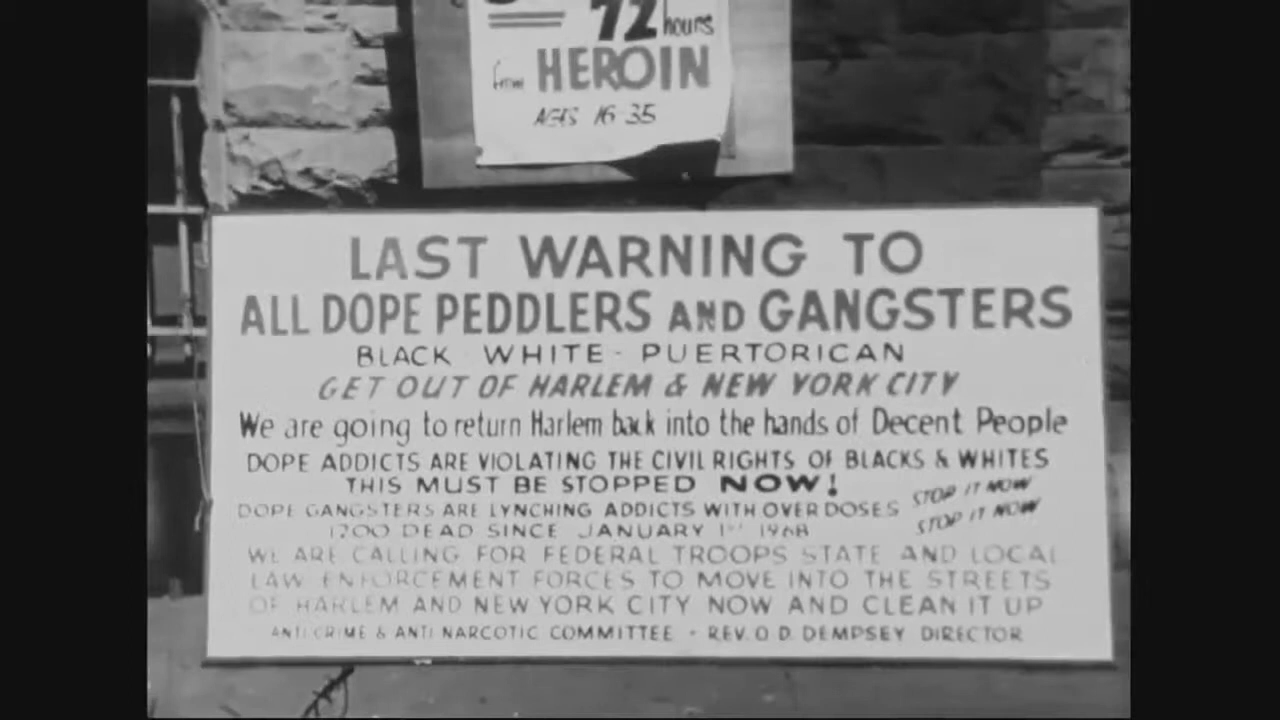 72 hours
from HEROIN
AGES 16-35
LAST WARNING TO
ALL DOPE PEDDLERS AND GANGSTERS
BLACK - WHITE - PUERTORICAN
GET OUT OF HARLEM & NEW YORK CITY
We are going to return Harlem back into the hands of Decent People
DOPE ADDICTS ARE VIOLATING THE CIVIL RIGHTS OF BLACKS & WHITES
THIS MUST BE STOPPED NOW!
DOPE GANGSTERS ARE LYNCHING ADDICTS WITH OVERDOSES STOP IT NOW
1200 DEAD SINCE JANUARY 1ST 1968 STOP IT NOW
WE ARE CALLING FOR FEDERAL TROOPS STATE AND LOCAL
LAW ENFORCEMENT FORCES TO MOVE INTO THE STREETS
OF HARLEM AND NEW YORK CITY NOW AND CLEAN IT UP
ANTI CRIME & ANTI NARCOTIC COMMITTEE - REV. O. D. DEMPSEY DIRECTOR